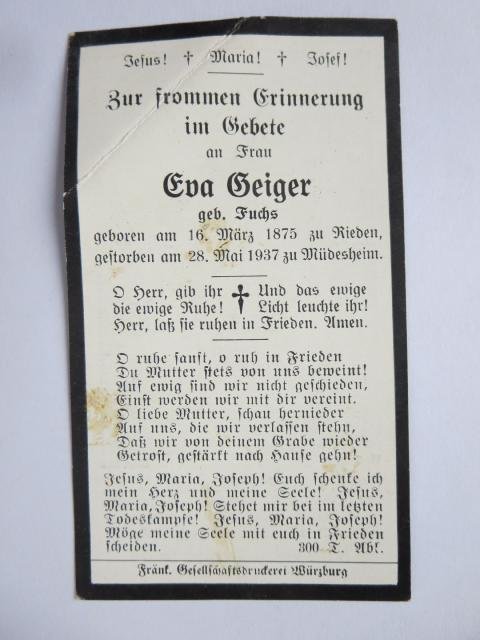 Jesus! † Maria! † Josef!
Zur frommen Erinnerung
im Gebete
an Frau
Eva Geiger
geb. Fuchs
geboren am 16. März 1875 zu Rieden,
gestorben am 28. Mai 1937 zu Müdesheim.
O Herr, gib ihr † Und das ewige
die ewige Ruhe! Licht leuchte ihr!
Herr, laß sie ruhen in Frieden. Amen.
O ruhe sanft, o ruh in Frieden
Du Mutter stets von uns beweint!
Auf ewig sind wir nicht geschieden,
Einst werden wir mit dir vereint.
O liebe Mutter, schau hernieder
Auf uns, die wir verlassen stehn,
Daß wir von deinem Grabe wieder
Getrost, gestärkt nach Hause gehn!
Jesus, Maria, Joseph! Euch schenke ich
mein Herz und meine Seele! Jesus,
Maria, Joseph! Stehet mir bei im letzten
Todeskampfe! Jesus, Maria, Joseph!
Möge meine Seele mit euch in Frieden
scheiden. 300 T. Abl.
Fränk. Gesellschaftsdruckerei Würzburg